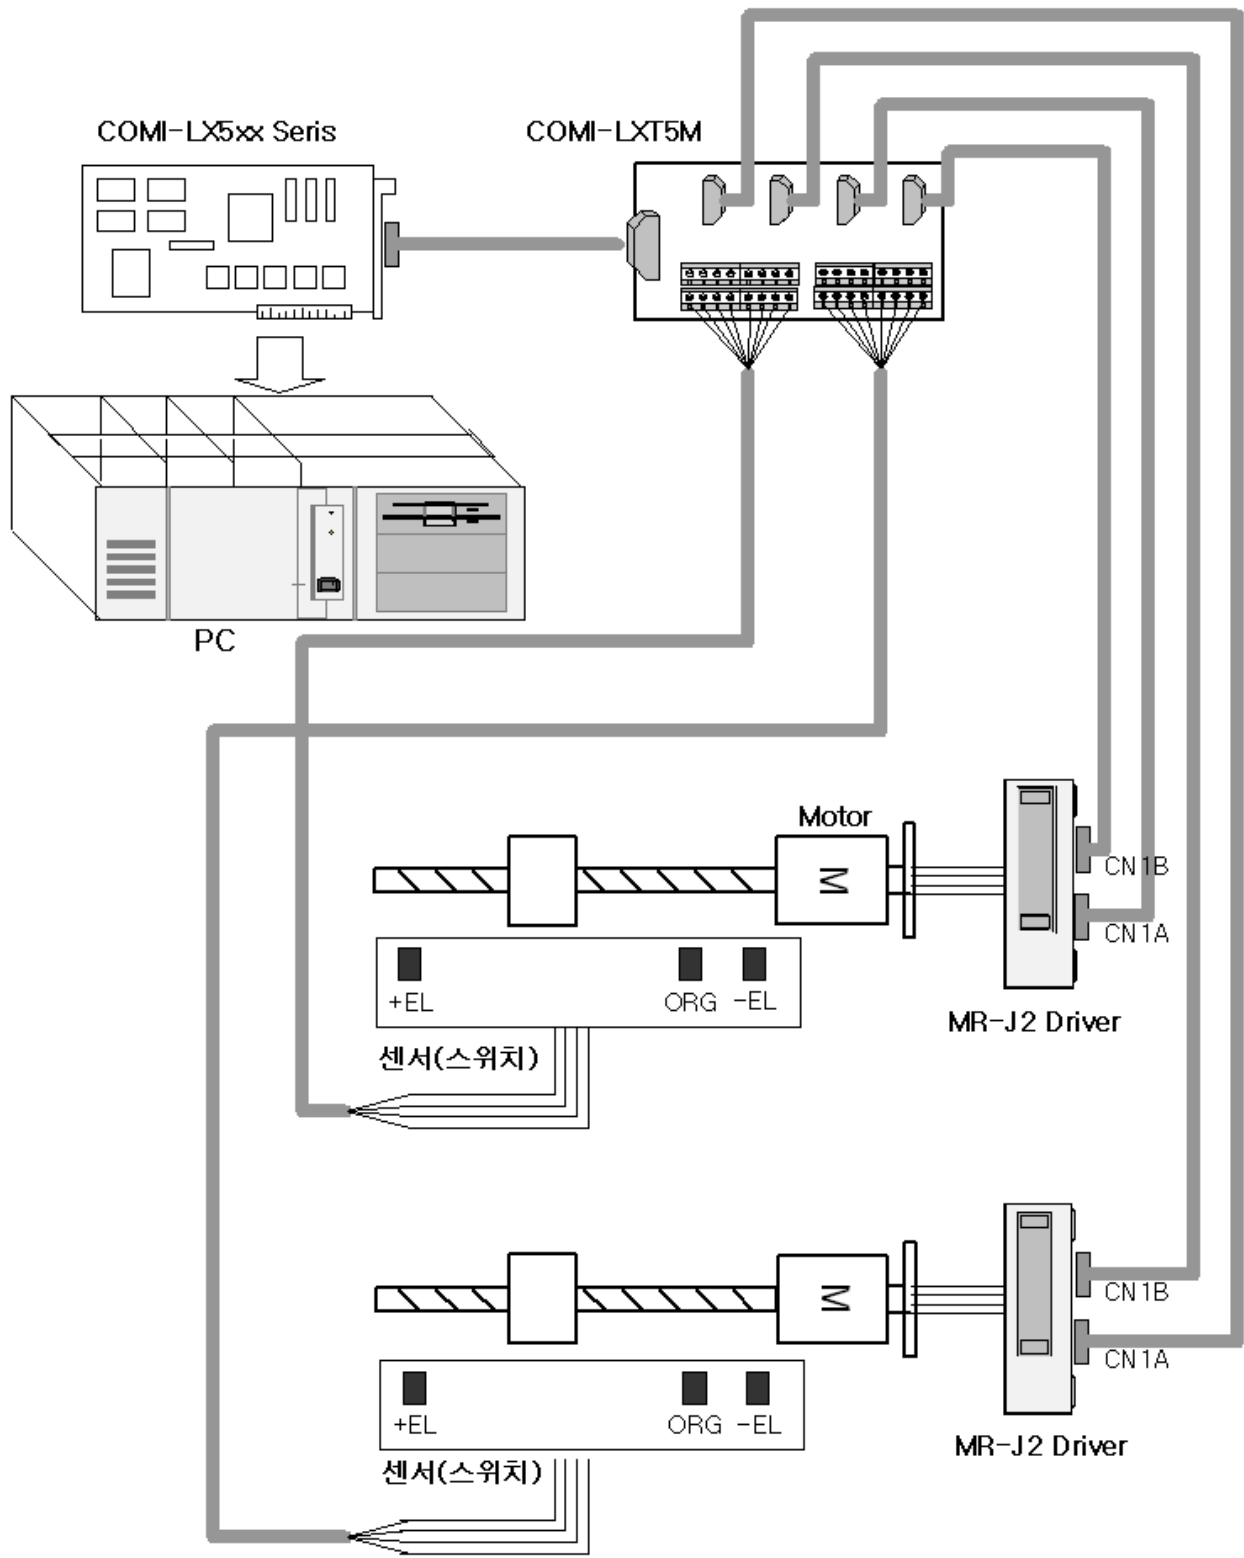 COMI-LX5xx Seris
COMI-LXT5M
PC
Motor
M
CN1B
CN1A
+EL
ORG
-EL
MR-J2 Driver
센서(스위치)
M
CN1B
CN1A
+EL
ORG
-EL
MR-J2 Driver
센서(스위치)